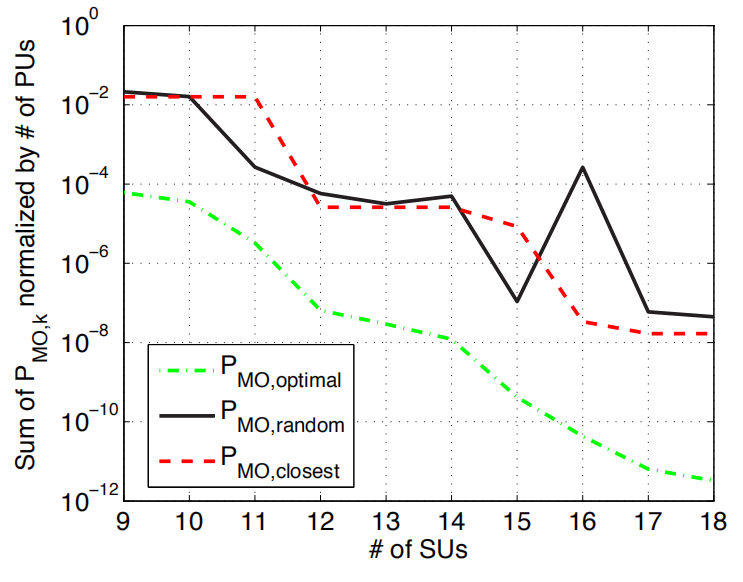 Sum of P_MO,k normalized by # of PUs
10^0
10^−2
10^−4
10^−6
10^−8
10^−10
10^−12
P_MO,optimal
P_MO,random
P_MO,closest
9 10 11 12 13 14 15 16 17 18
# of SUs